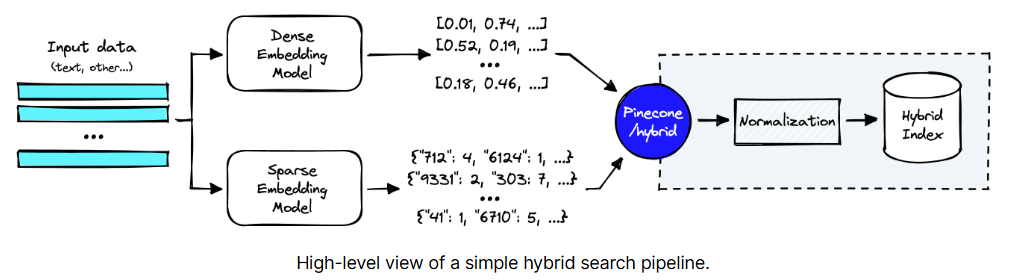 Input data
(text, other...)
...
Dense
Embedding
Model
[0.01, 0.74, ...]
[0.52, 0.19, ...]
...
[0.18, 0.46, ...]
Sparse
Embedding
Model
{"712": 4, "6124": 1, ...}
{"9331": 2, "303: 7, ...}
...
{"41": 1, "6710": 5, ...}
Pinecone
/hybrid
Normalization
Hybrid
Index
High-level view of a simple hybrid search pipeline.